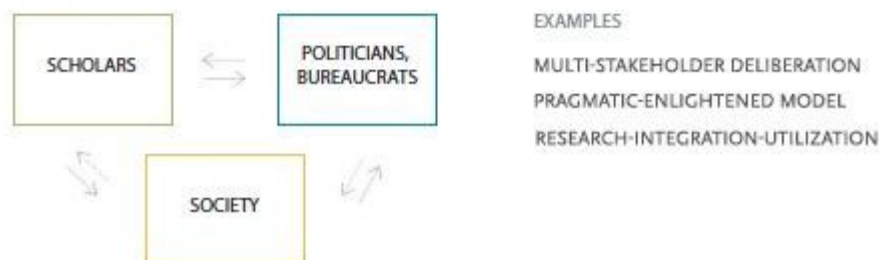 SCHOLARS
POLITICIANS,
BUREAUCRATS
SOCIETY
EXAMPLES
MULTI-STAKEHOLDER DELIBERATION
PRAGMATIC-ENLIGHTENED MODEL
RESEARCH-INTEGRATION-UTILIZATION